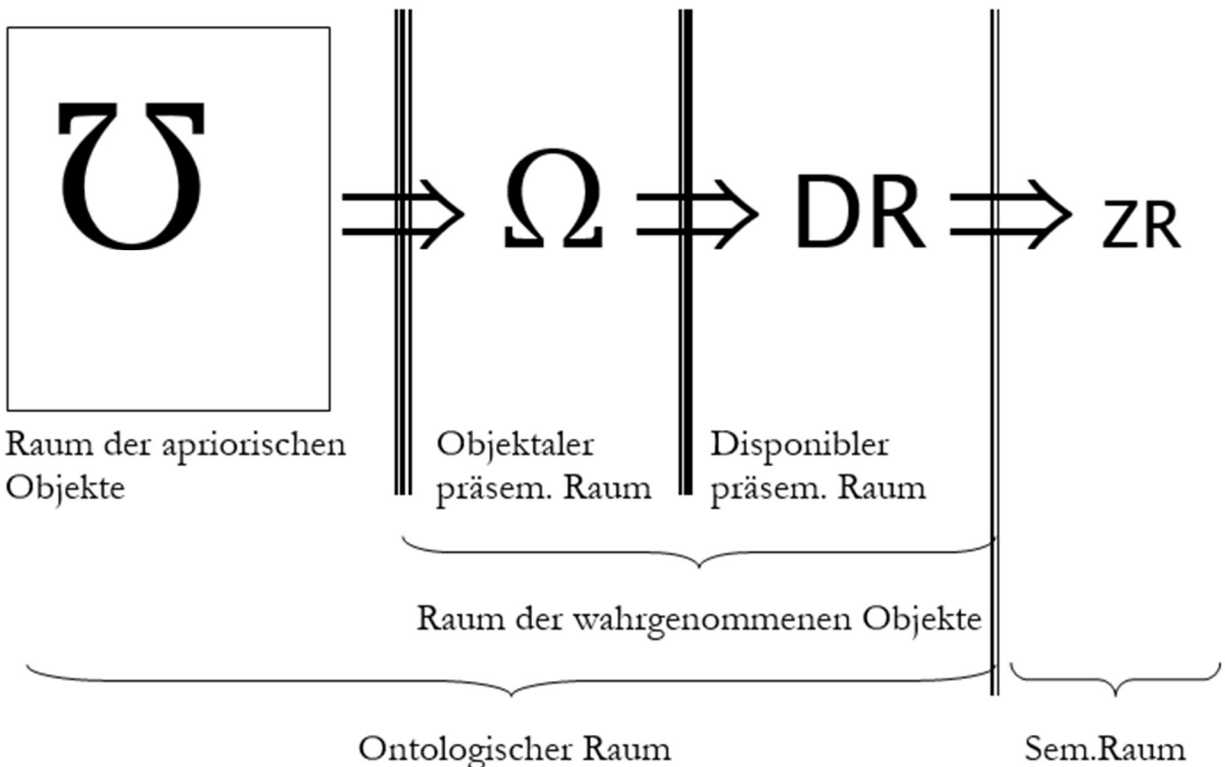 ℧ ⇒ Ω ⇒ DR ⇒ ZR
Raum der apriorischen
Objekte
Objektaler
präsem. Raum
Disponibler
präsem. Raum
Raum der wahrgenommenen Objekte
Ontologischer Raum
Sem.Raum